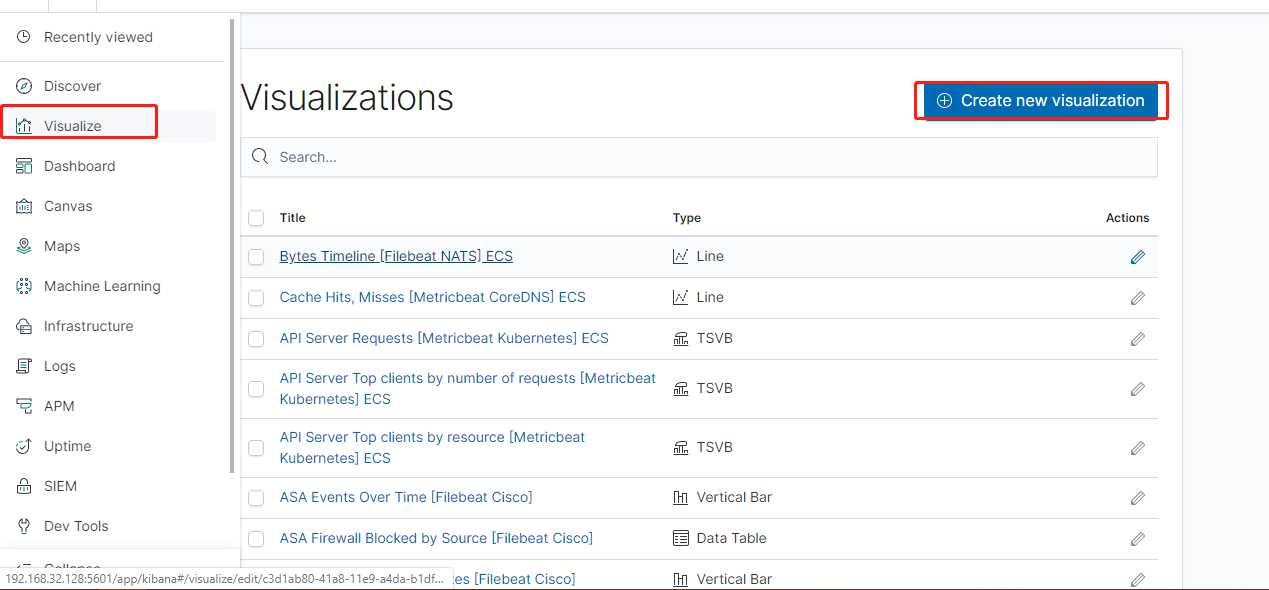 Recently viewed
Discover
Visualize
Dashboard
Canvas
Maps
Machine Learning
Infrastructure
Logs
APM
Uptime
SIEM
Dev Tools
Collapse
192.168.32.128:5601/app/kibana#/visualize/edit/c3d1ab80-41a8-11e9-a4da-b1df...
Visualizations
Create new visualization
Search...
Title Type Actions
Bytes Timeline [Filebeat NATS] ECS Line
Cache Hits, Misses [Metricbeat CoreDNS] ECS Line
API Server Requests [Metricbeat Kubernetes] ECS TSVB
API Server Top clients by number of requests [Metricbeat
Kubernetes] ECS TSVB
API Server Top clients by resource [Metricbeat
Kubernetes] ECS TSVB
ASA Events Over Time [Filebeat Cisco] Vertical Bar
ASA Firewall Blocked by Source [Filebeat Cisco] Data Table
[Filebeat Cisco] Vertical Bar